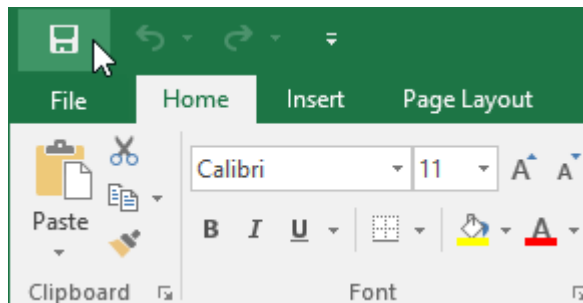 File Home Insert Page Layout
Calibri 11 A A
Paste B I U A
Clipboard Font